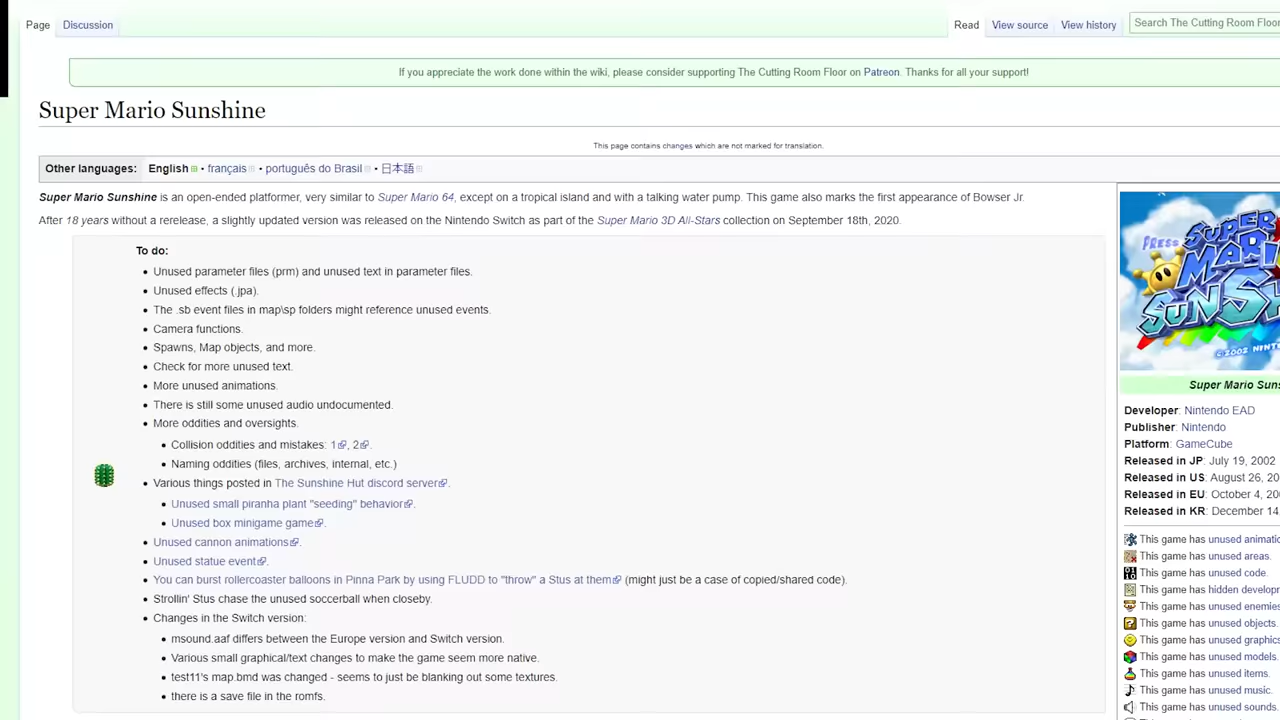 Page
Discussion
Read
View source
View history
Search The Cutting Room Floor
If you appreciate the work done within the wiki, please consider supporting The Cutting Room Floor on Patreon. Thanks for all your support!
Super Mario Sunshine
This page contains changes which are not marked for translation.
Other languages: English • français • português do Brasil • 日本語
Super Mario Sunshine is an open-ended platformer, very similar to Super Mario 64, except on a tropical island and with a talking water pump. This game also marks the first appearance of Bowser Jr.
After 18 years without a rerelease, a slightly updated version was released on the Nintendo Switch as part of the Super Mario 3D All-Stars collection on September 18th, 2020.
To do:
• Unused parameter files (prm) and unused text in parameter files.
• Unused effects (.jpa).
• The .sb event files in map\sp folders might reference unused events.
• Camera functions.
• Spawns, Map objects, and more.
• Check for more unused text.
• More unused animations.
• There is still some unused audio undocumented.
• More oddities and oversights.
• Collision oddities and mistakes: 1, 2.
• Naming oddities (files, archives, internal, etc.)
• Various things posted in The Sunshine Hut discord server.
• Unused small piranha plant "seeding" behavior.
• Unused box minigame game.
• Unused cannon animations.
• Unused statue event.
• You can burst rollercoaster balloons in Pinna Park by using FLUDD to "throw" a Stus at them (might just be a case of copied/shared code).
• Strollin' Stus chase the unused soccerball when closeby.
• Changes in the Switch version:
• msound.aaf differs between the Europe version and Switch version.
• Various small graphical/text changes to make the game seem more native.
• test11's map.bmd was changed - seems to just be blanking out some textures.
• there is a save file in the romfs.
PRESS
SUPER
MARIO
SUNSH
©2002 NINT
Super Mario Suns
Developer: Nintendo EAD
Publisher: Nintendo
Platform: GameCube
Released in JP: July 19, 2002
Released in US: August 26, 20
Released in EU: October 4, 20
Released in KR: December 14,
This game has unused animatio
This game has unused areas.
This game has unused code.
This game has hidden developr
This game has unused enemies
This game has unused objects.
This game has unused graphics
This game has unused models.
This game has unused items.
This game has unused music.
This game has unused sounds.